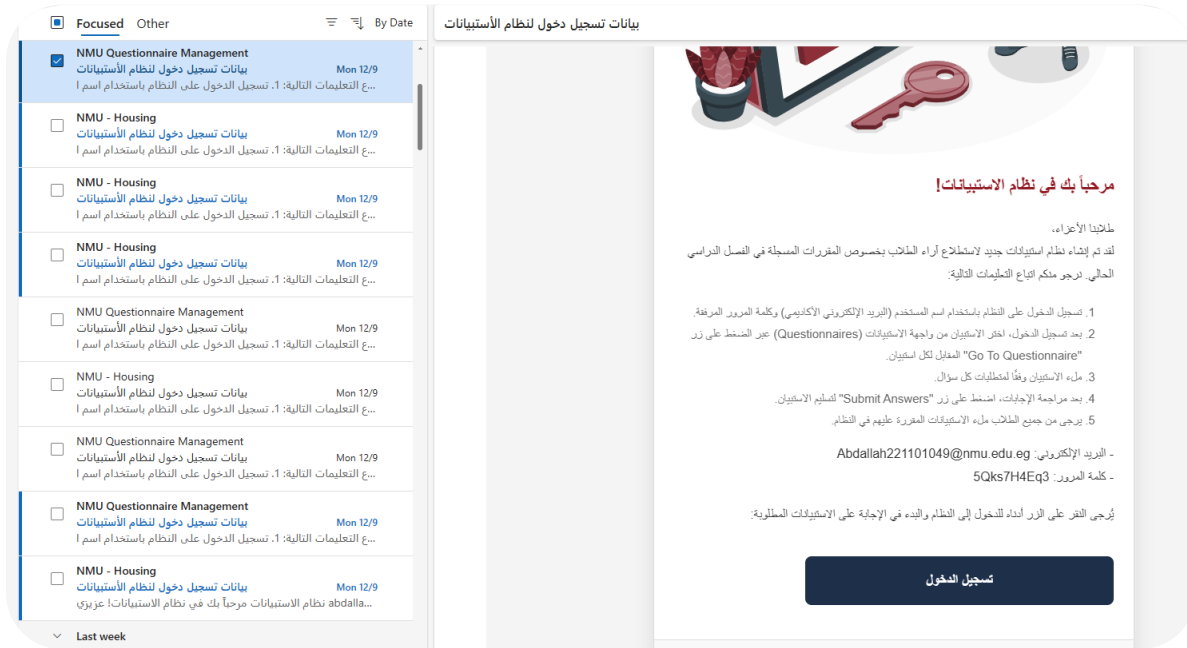 Focused Other By Date
NMU Questionnaire Management
بيانات تسجيل دخول لنظام الأستبيانات Mon 12/9
ع التعليمات التالية: 1. تسجيل الدخول على النظام باستخدام اسم ا...
NMU - Housing
بيانات تسجيل دخول لنظام الأستبيانات Mon 12/9
ع التعليمات التالية: 1. تسجيل الدخول على النظام باستخدام اسم ا...
NMU - Housing
بيانات تسجيل دخول لنظام الأستبيانات Mon 12/9
ع التعليمات التالية: 1. تسجيل الدخول على النظام باستخدام اسم ا...
NMU - Housing
بيانات تسجيل دخول لنظام الأستبيانات Mon 12/9
ع التعليمات التالية: 1. تسجيل الدخول على النظام باستخدام اسم ا...
NMU Questionnaire Management
بيانات تسجيل دخول لنظام الأستبيانات Mon 12/9
ع التعليمات التالية: 1. تسجيل الدخول على النظام باستخدام اسم ا...
NMU - Housing
بيانات تسجيل دخول لنظام الأستبيانات Mon 12/9
ع التعليمات التالية: 1. تسجيل الدخول على النظام باستخدام اسم ا...
NMU Questionnaire Management
بيانات تسجيل دخول لنظام الأستبيانات Mon 12/9
ع التعليمات التالية: 1. تسجيل الدخول على النظام باستخدام اسم ا...
NMU Questionnaire Management
بيانات تسجيل دخول لنظام الأستبيانات Mon 12/9
ع التعليمات التالية: 1. تسجيل الدخول على النظام باستخدام اسم ا...
NMU - Housing
بيانات تسجيل دخول لنظام الأستبيانات Mon 12/9
نظام الاستبيانات مرحباً بك في نظام الاستبيانات! عزيزي abdalla...
Last week
بيانات تسجيل دخول لنظام الأستبيانات
مرحباً بك في نظام الاستبيانات!
طلابنا الأعزاء،
لقد تم إنشاء نظام استبيانات جديد لاستطلاع آراء الطلاب بخصوص المقررات المسجلة في الفصل الدراسي
الحالي. نرجو منكم اتباع التعليمات التالية:
1. تسجيل الدخول على النظام باستخدام اسم المستخدم (البريد الإلكتروني الأكاديمي) وكلمة المرور المرفقة.
2. بعد تسجيل الدخول، اختر الاستبيان من واجهة الاستبيانات (Questionnaires) عبر الضغط على زر
"Go To Questionnaire" المقابل لكل استبيان.
3. ملء الاستبيان وفقًا لمتطلبات كل سؤال.
4. بعد مراجعة الإجابات، اضغط على زر "Submit Answers" لتسليم الاستبيان.
5. يرجى من جميع الطلاب ملء الاستبيانات المقررة عليهم في النظام.
- البريد الإلكتروني: Abdallah221101049@nmu.edu.eg
- كلمة المرور: 5Qks7H4Eq3
يُرجى النقر على الزر أدناه للدخول إلى النظام والبدء في الإجابة على الاستبيانات المطلوبة:
تسجيل الدخول